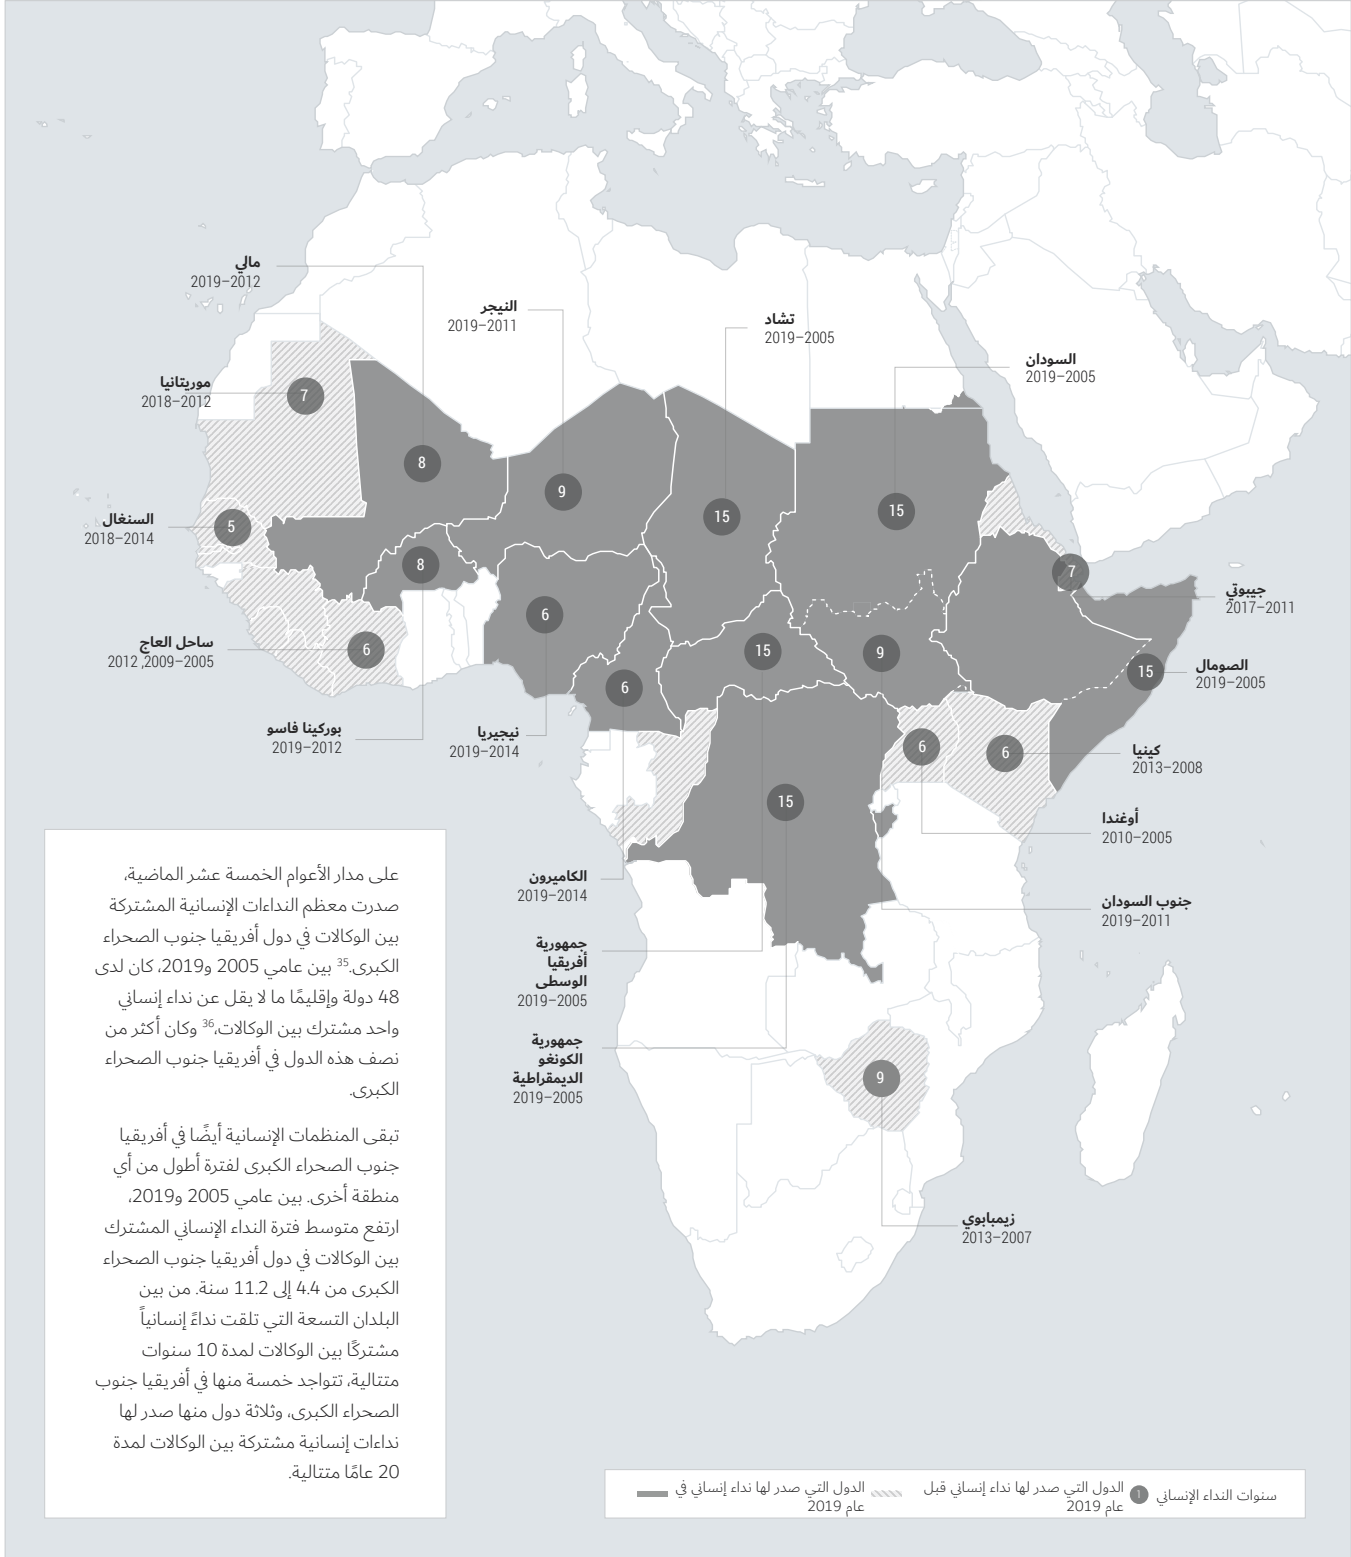 مالي
2019–2012
النيجر
2019–2011
تشاد
2019–2005
السودان
2019–2005
موريتانيا
2018–2012
7
8
9
15
15
السنغال
2018–2014
5
8
7
جيبوتي
2017–2011
6
ساحل العاج
2012 ,2009–2005
6
15
9
الصومال
2019–2005
15
6
بوركينا فاسو
2019–2012
نيجيريا
2019–2014
6
6
كينيا
2013–2008
15
أوغندا
2010–2005
الكاميرون
2019–2014
جنوب السودان
2019–2011
جمهورية
أفريقيا
الوسطى
2019–2005
جمهورية
الكونغو
الديمقراطية
2019–2005
9
زيمبابوي
2013–2007
على مدار الأعوام الخمسة عشر الماضية،
صدرت معظم النداءات الإنسانية المشتركة
بين الوكالات في دول أفريقيا جنوب الصحراء
الكبرى.35 بين عامي 2005 و2019، كان لدى
48 دولة وإقليمًا ما لا يقل عن نداء إنساني
واحد مشترك بين الوكالات،36 وكان أكثر من
نصف هذه الدول في أفريقيا جنوب الصحراء
الكبرى.
تبقى المنظمات الإنسانية أيضًا في أفريقيا
جنوب الصحراء الكبرى لفترة أطول من أي
منطقة أخرى. بين عامي 2005 و2019،
ارتفع متوسط فترة النداء الإنساني المشترك
بين الوكالات في دول أفريقيا جنوب الصحراء
الكبرى من 4.4 إلى 11.2 سنة. من بين
البلدان التسعة التي تلقت نداءً إنسانياً
مشتركًا بين الوكالات لمدة 10 سنوات
متتالية، تتواجد خمسة منها في أفريقيا جنوب
الصحراء الكبرى، وثلاثة دول منها صدر لها
نداءات إنسانية مشتركة بين الوكالات لمدة
20 عامًا متتالية.
سنوات النداء الإنساني
1
الدول التي صدر لها نداء إنساني قبل
عام 2019
الدول التي صدر لها نداء إنساني في
عام 2019